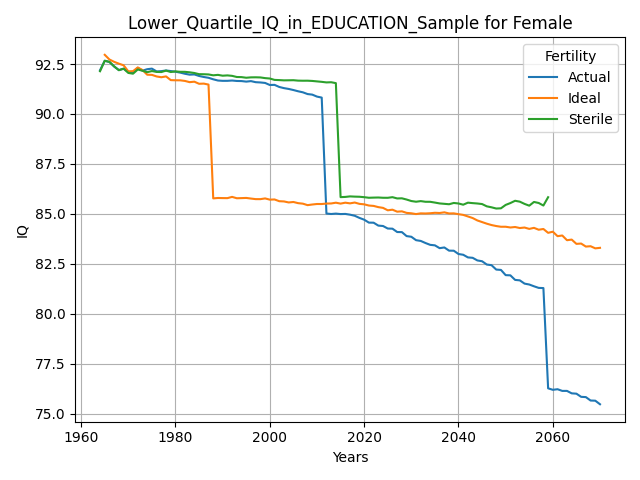 Lower_Quartile_IQ_in_EDUCATION_Sample for Female
Fertility
Actual
Ideal
Sterile
IQ
92.5
90.0
87.5
85.0
82.5
80.0
77.5
75.0
1960 1980 2000 2020 2040 2060
Years